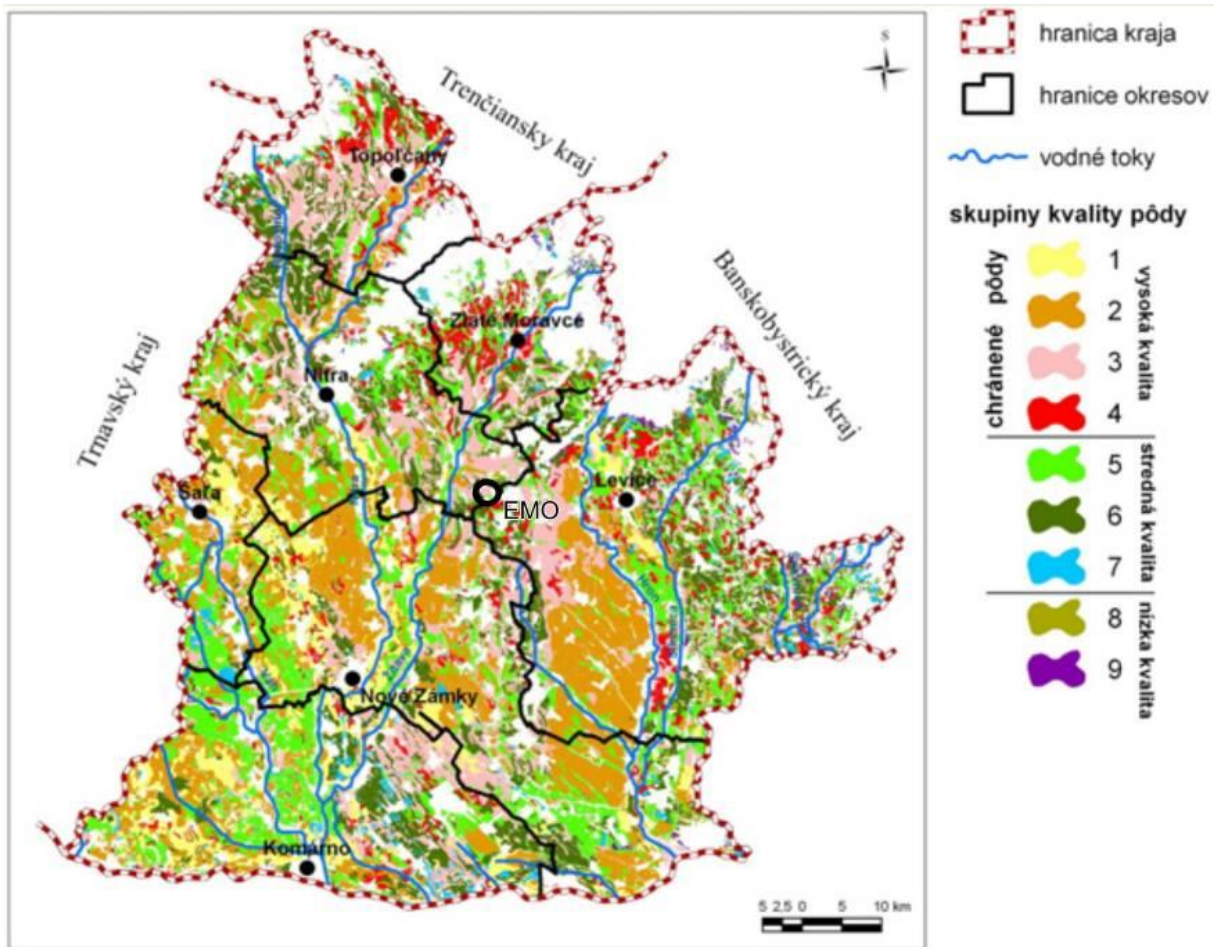 S
Trenčiansky kraj
Topoľčany
Banskobystrický kraj
Zlaté Moravce
Trnavský kraj
Nitra
Levice
Šaľa
EMO
Nové Zámky
Komárno
5 2,5 0 5 10 km
hranica kraja
hranice okresov
vodné toky
skupiny kvality pôdy
chránené pôdy
1
2
3
4
vysoká kvalita
5
6
7
stredná kvalita
8
9
nízka kvalita